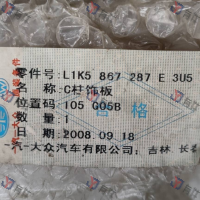 零件号: L1K5 867 287 E 3U5
名 称: C柱饰板
位置码: 105 G05B
数 量: 1
日 期: 2008.09.18
一汽-大众汽车有限公司: 吉林 长春
合格